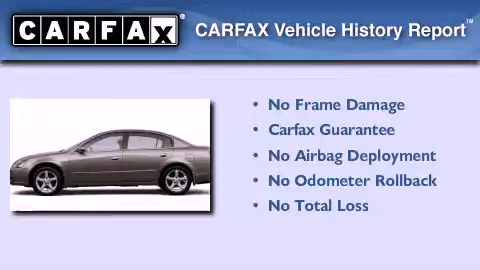 CARFAX®
CARFAX Vehicle History Report™
• No Frame Damage
• Carfax Guarantee
• No Airbag Deployment
• No Odometer Rollback
• No Total Loss